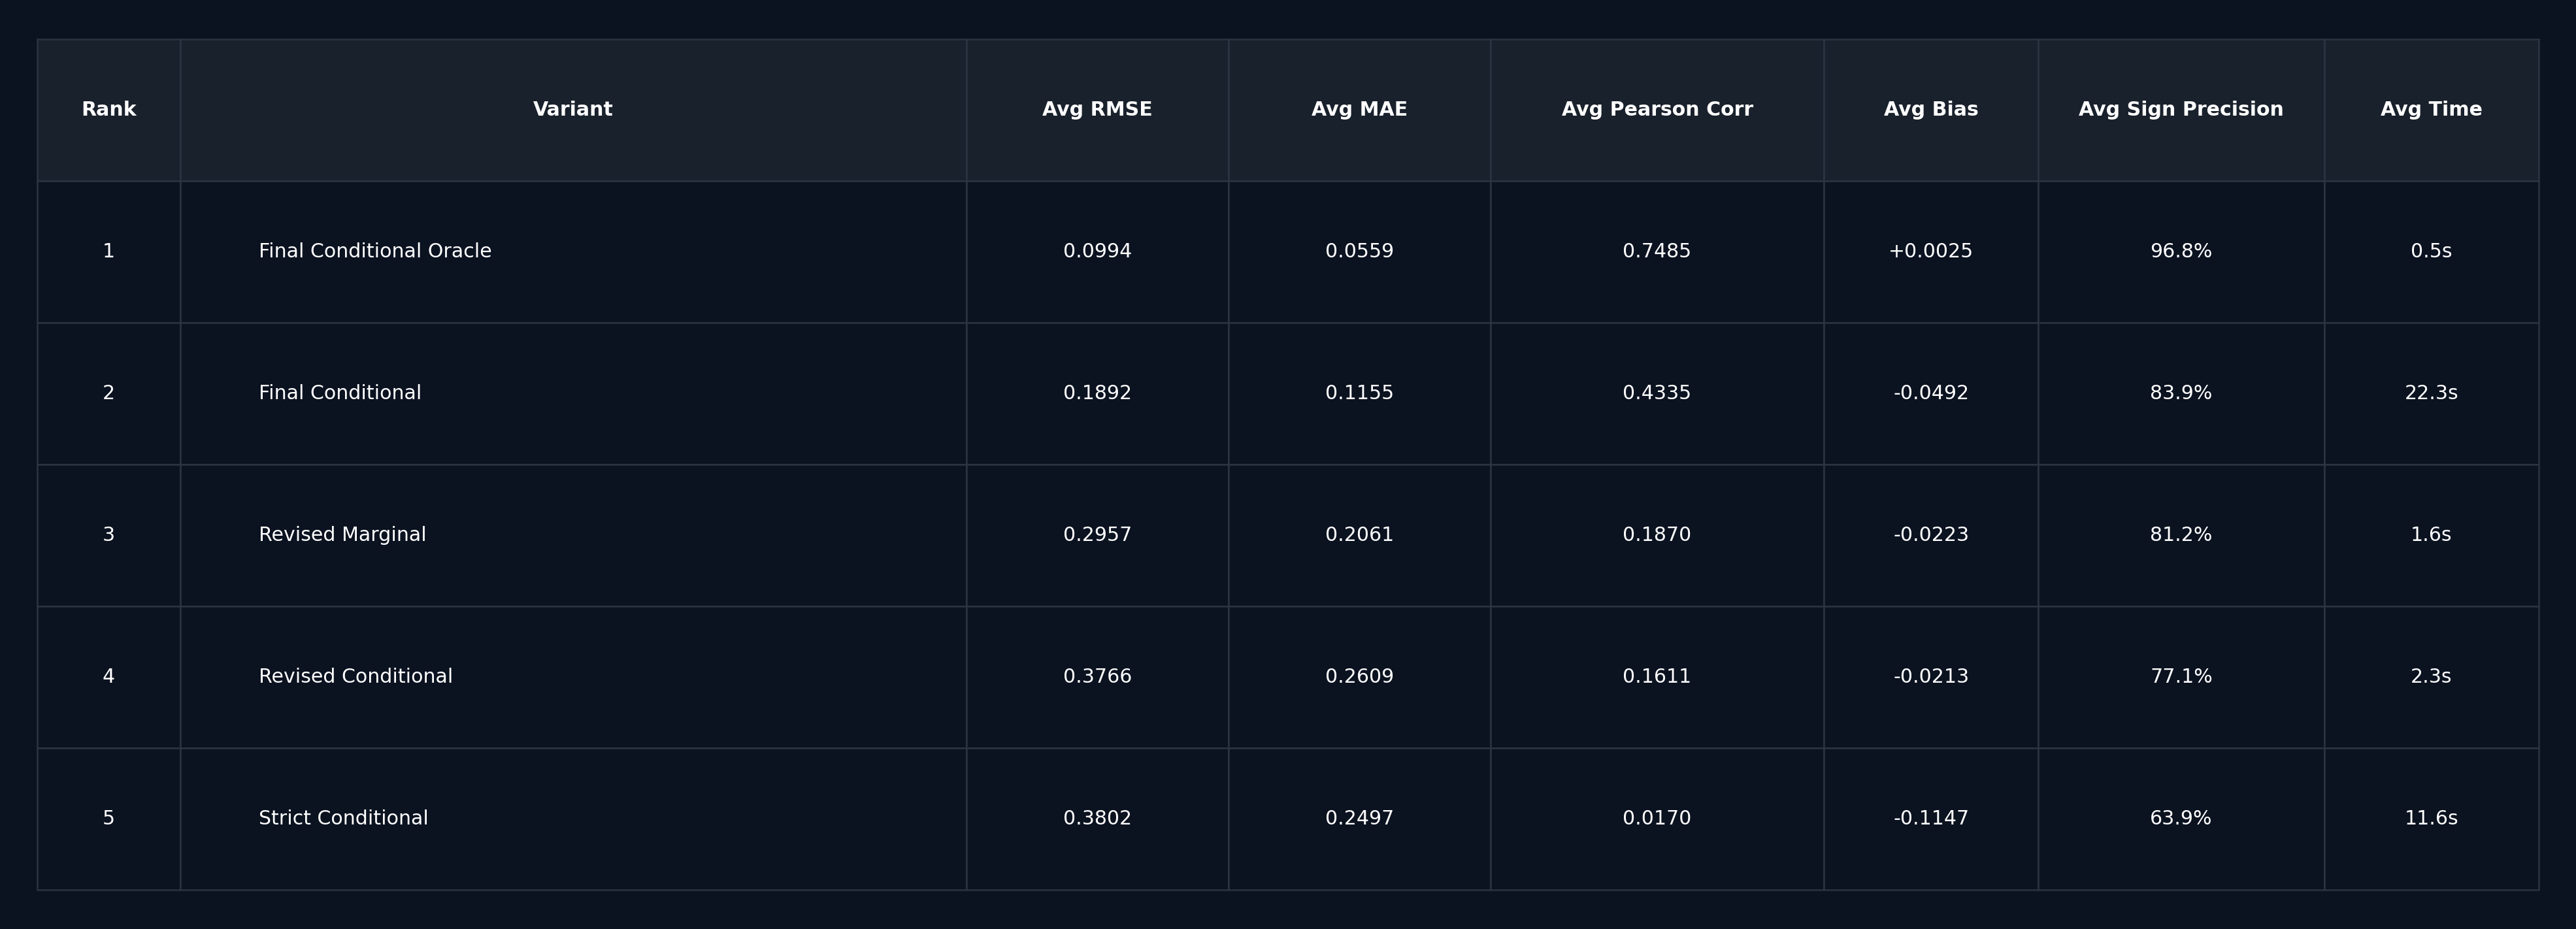 Rank Variant Avg RMSE Avg MAE Avg Pearson Corr Avg Bias Avg Sign Precision Avg Time
1 Final Conditional Oracle 0.0994 0.0559 0.7485 +0.0025 96.8% 0.5s
2 Final Conditional 0.1892 0.1155 0.4335 -0.0492 83.9% 22.3s
3 Revised Marginal 0.2957 0.2061 0.1870 -0.0223 81.2% 1.6s
4 Revised Conditional 0.3766 0.2609 0.1611 -0.0213 77.1% 2.3s
5 Strict Conditional 0.3802 0.2497 0.0170 -0.1147 63.9% 11.6s